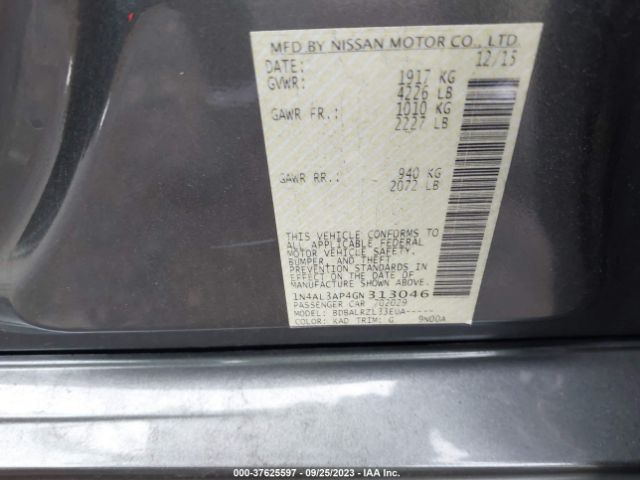 MFD BY NISSAN MOTOR CO., LTD.
DATE: 12/15
GVWR: 1917 KG
4226 LB
GAWR FR.: 1010 KG
2227 LB
GAWR RR.: 940 KG
2072 LB
THIS VEHICLE CONFORMS TO
ALL APPLICABLE FEDERAL
MOTOR VEHICLE SAFETY,
BUMPER, AND THEFT
PREVENTION STANDARDS IN
EFFECT ON THE DATE OF
MANUFACTURE SHOWN ABOVE.
1N4AL3AP4GN313046
PASSENGER CAR 702029
MODEL: BDBALRZL33EUA-----
COLOR: KAD TRIM: G 9N00A
000-37625597 - 09/25/2023 - IAA Inc.